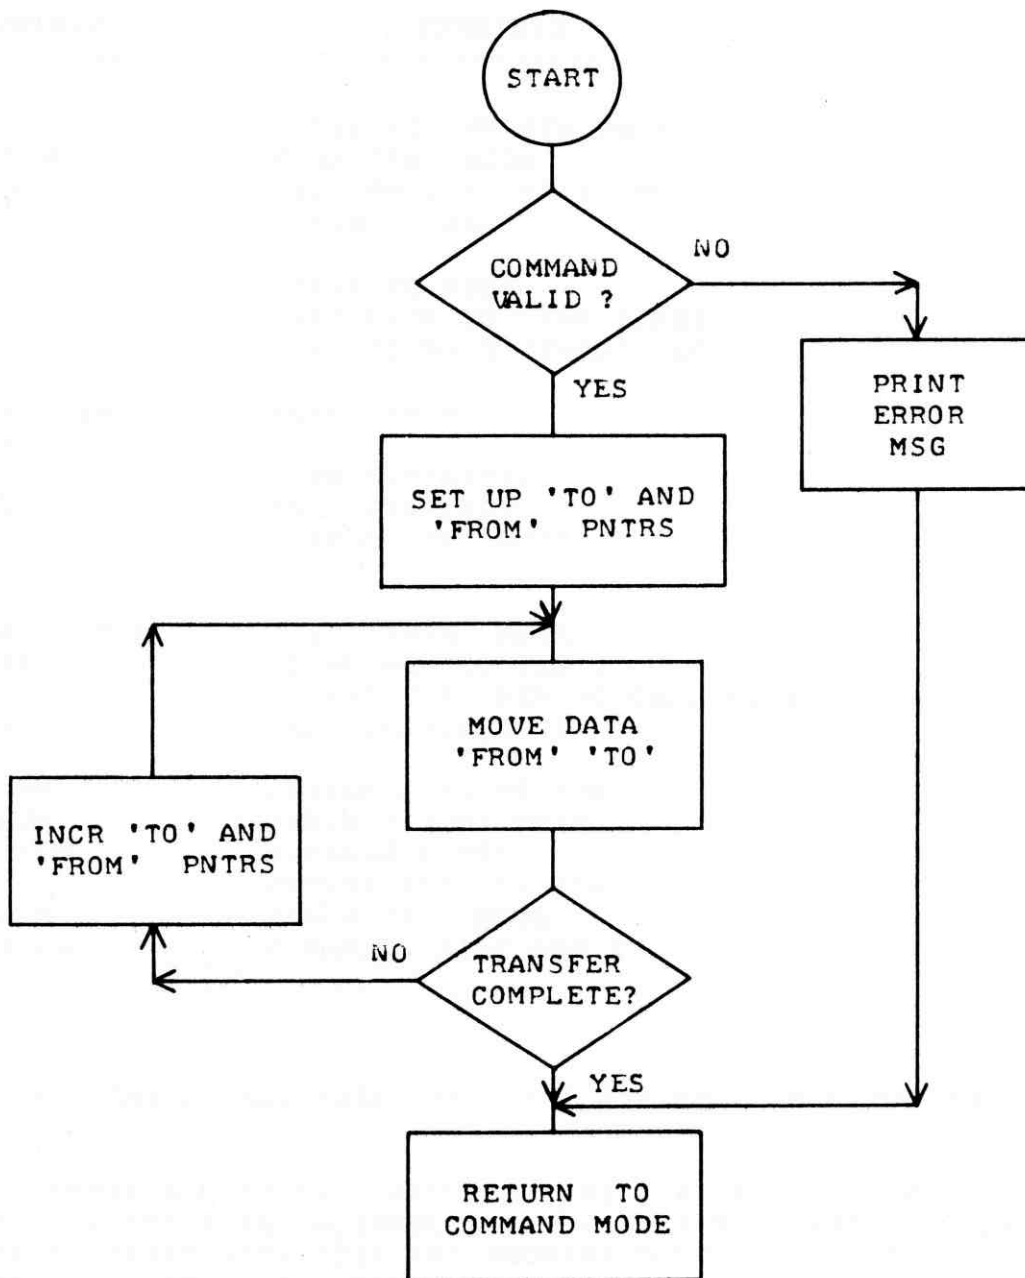 START
COMMAND
VALID ?
NO
YES
PRINT
ERROR
MSG
SET UP 'TO' AND
'FROM' PNTRS
MOVE DATA
'FROM' 'TO'
INCR 'TO' AND
'FROM' PNTRS
NO
TRANSFER
COMPLETE?
YES
RETURN TO
COMMAND MODE